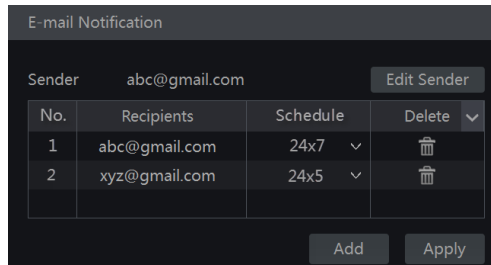 E-mail Notification
Sender abc@gmail.com Edit Sender
No. Recipients Schedule Delete
1 abc@gmail.com 24x7
2 xyz@gmail.com 24x5
Add Apply